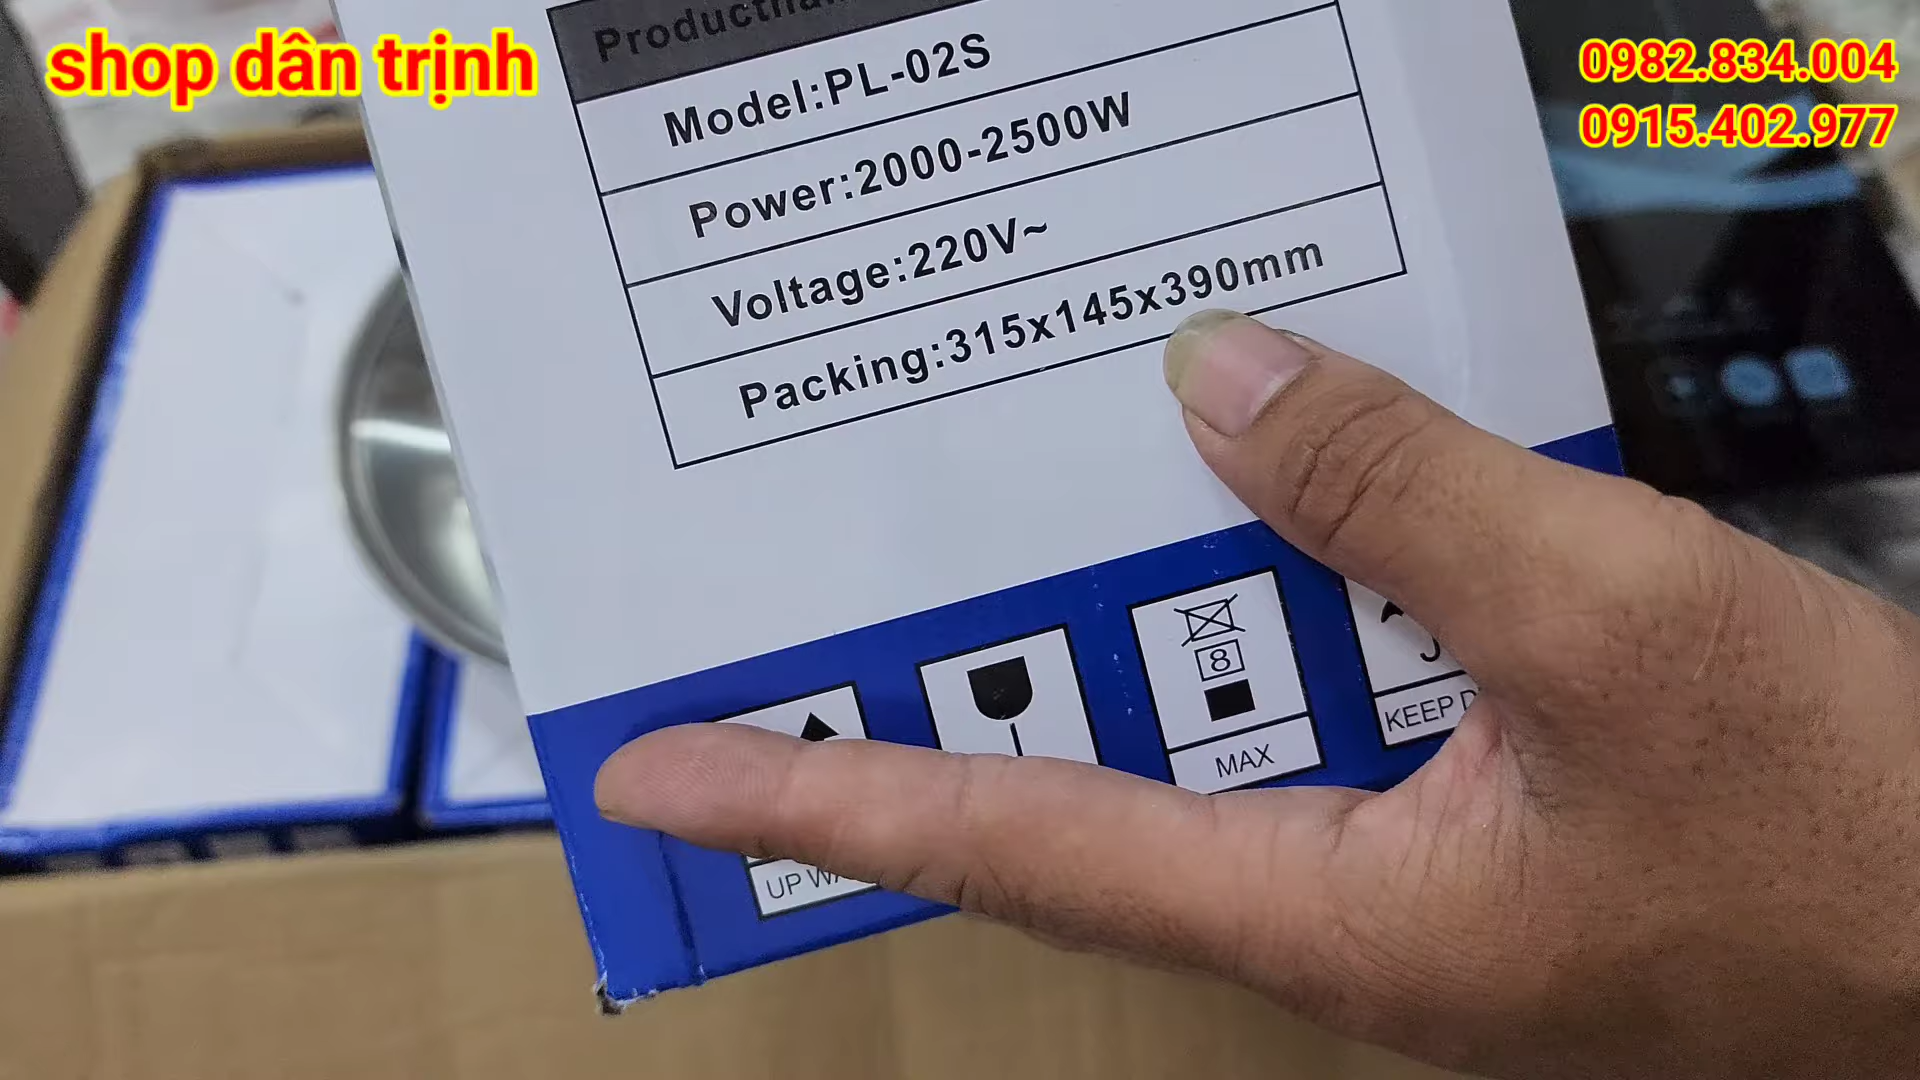 shop dân trịnh
0982.834.004
0915.402.977
Model:PL-02S
Power:2000-2500W
Voltage:220V~
Packing:315x145x390mm
8
MAX
KEEP
UP